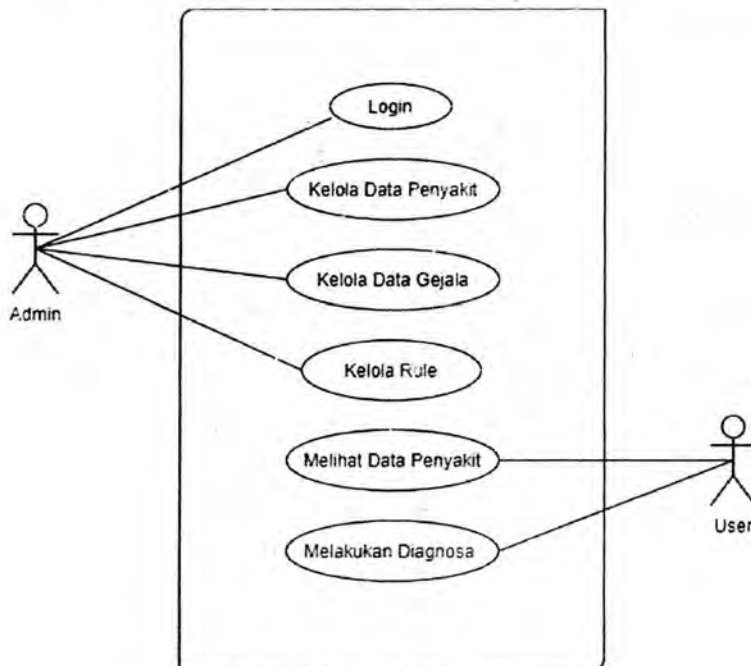 Login
Kelola Data Penyakit
Kelola Data Gejala
Admin
Kelola Rule
Melihat Data Penyakit
User
Melakukan Diagnosa